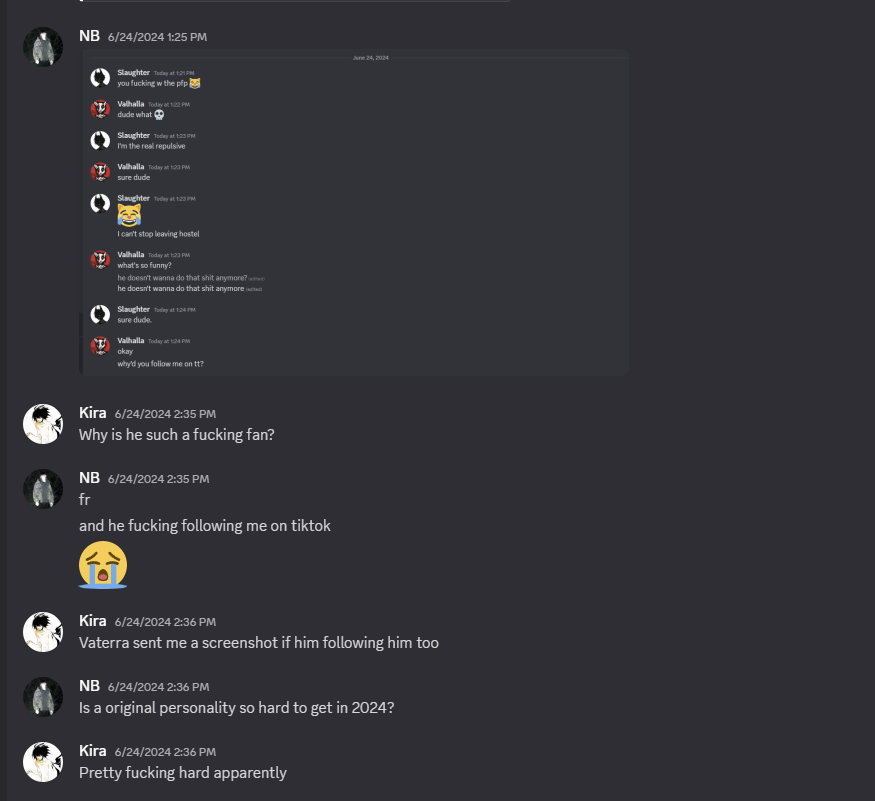 NB 6/24/2024 1:25 PM
June 24, 2024
Slaughter Today at 1:21 PM
you fucking w the pfp
Valhalla Today at 1:22 PM
dude what
Slaughter Today at 1:23 PM
I'm the real repulsive
Valhalla Today at 1:23 PM
sure dude
Slaughter Today at 1:23 PM
I can't stop leaving hostel
Valhalla Today at 1:23 PM
what's so funny?
he doesn't wanna do that shit anymore? (edited)
he doesn't wanna do that shit anymore (edited)
Slaughter Today at 1:24 PM
sure dude.
Valhalla Today at 1:24 PM
okay
why'd you follow me on tt?
Kira 6/24/2024 2:35 PM
Why is he such a fucking fan?
NB 6/24/2024 2:35 PM
fr
and he fucking following me on tiktok
Kira 6/24/2024 2:36 PM
Vaterra sent me a screenshot if him following him too
NB 6/24/2024 2:36 PM
Is a original personality so hard to get in 2024?
Kira 6/24/2024 2:36 PM
Pretty fucking hard apparently